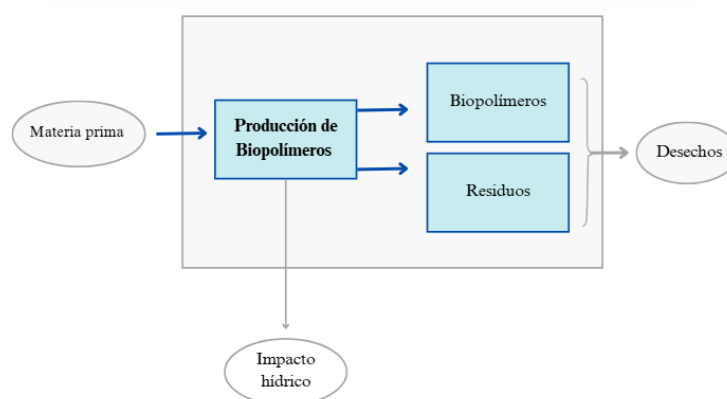 Materia prima
Producción de
Biopolímeros
Biopolímeros
Residuos
Desechos
Impacto
hídrico